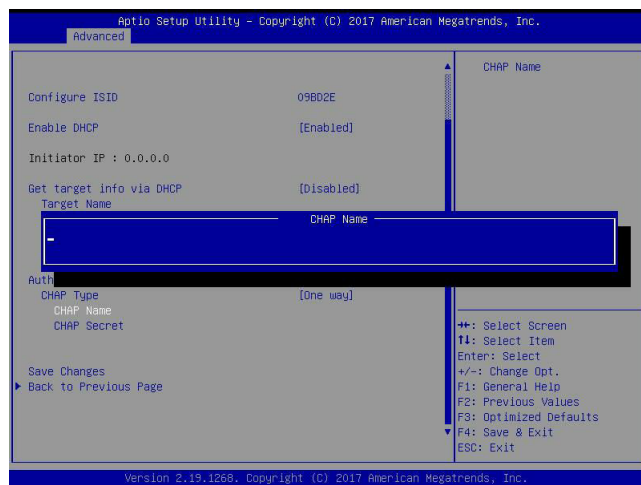 Aptio Setup Utility – Copyright (C) 2017 American Megatrends, Inc.
Advanced
CHAP Name
Configure ISID 09BD2E
Enable DHCP [Enabled]
Initiator IP : 0.0.0.0
Get target info via DHCP [Disabled]
Target Name
CHAP Name
Auth
CHAP Type [One way]
CHAP Name
CHAP Secret
Save Changes
Back to Previous Page
→←: Select Screen
↑↓: Select Item
Enter: Select
+/-: Change Opt.
F1: General Help
F2: Previous Values
F3: Optimized Defaults
F4: Save & Exit
ESC: Exit
Version 2.19.1268. Copyright (C) 2017 American Megatrends, Inc.